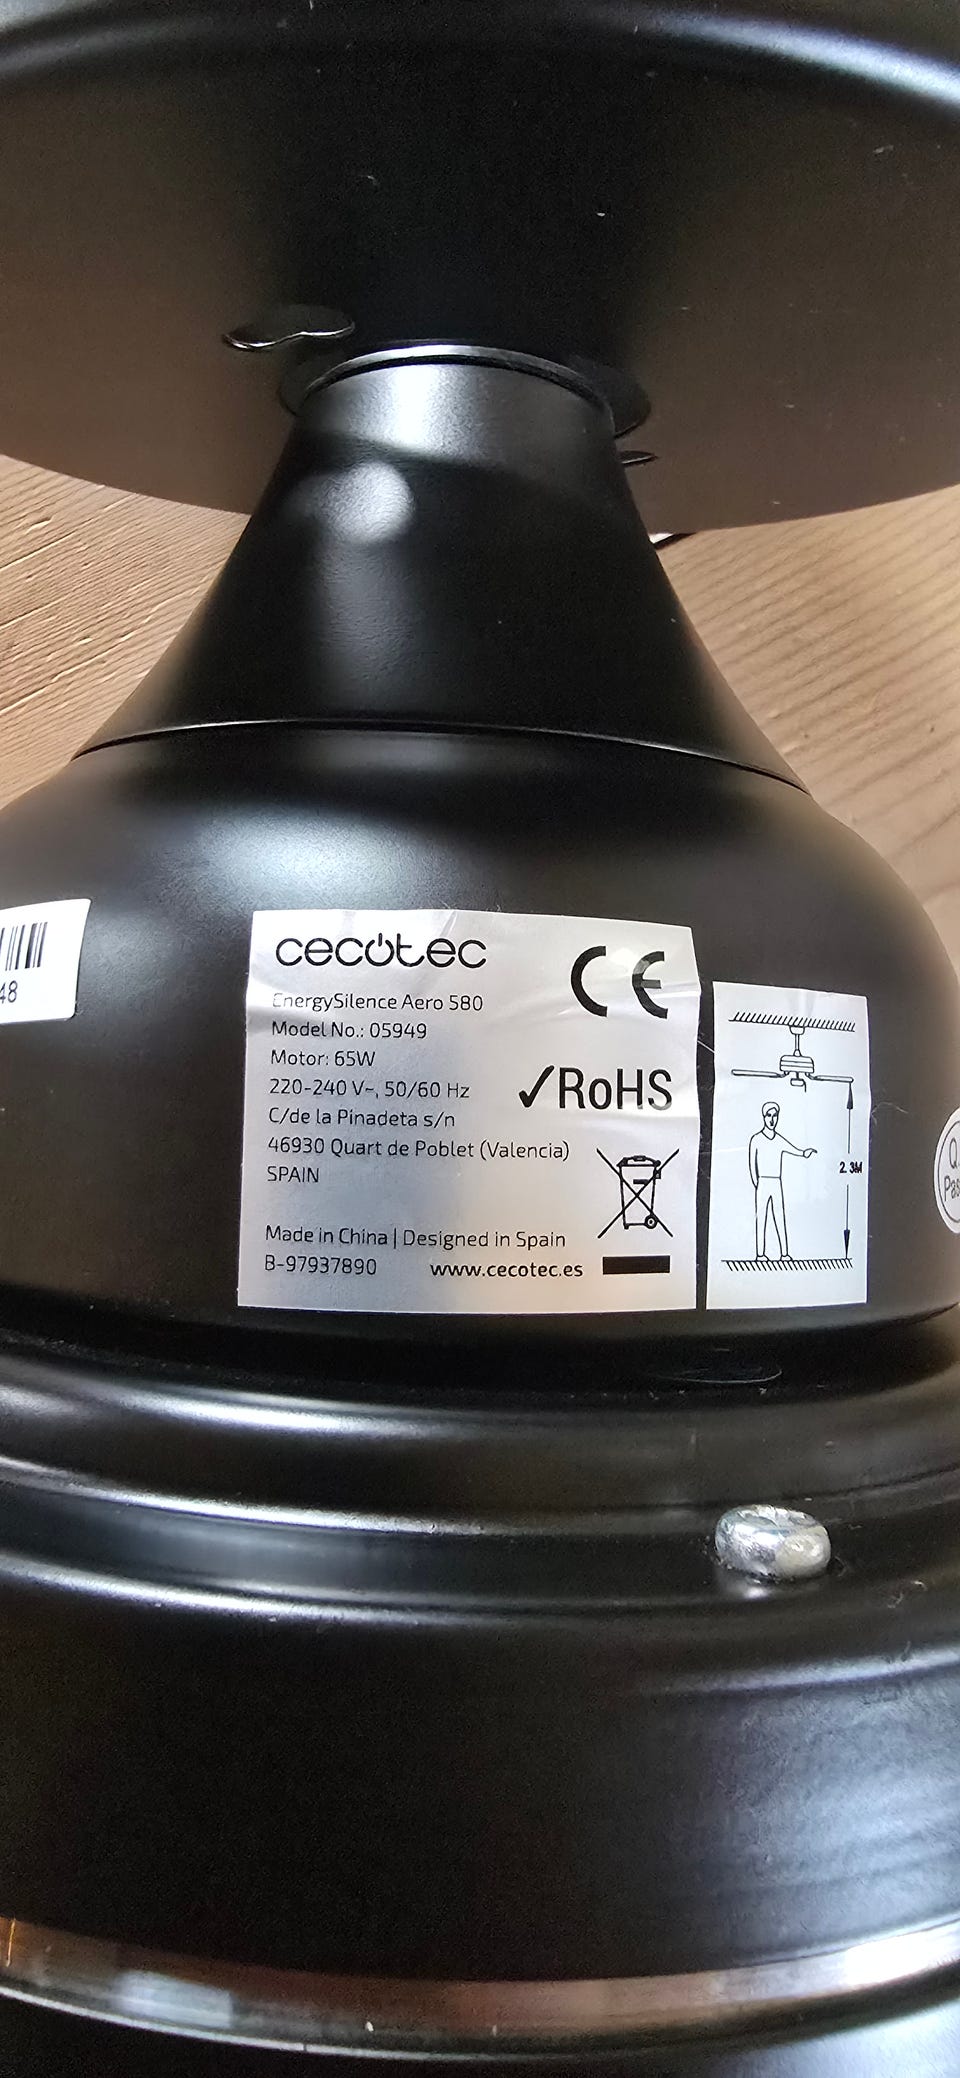 cecotec
CE
EnergySilence Aero 580
Model No.: 05949
Motor: 65W
220-240 V~, 50/60 Hz
✓RoHS
C/de la Pinadeta s/n
46930 Quart de Poblet (Valencia)
SPAIN
Made in China | Designed in Spain
B-97937890 www.cecotec.es
2.3M
48